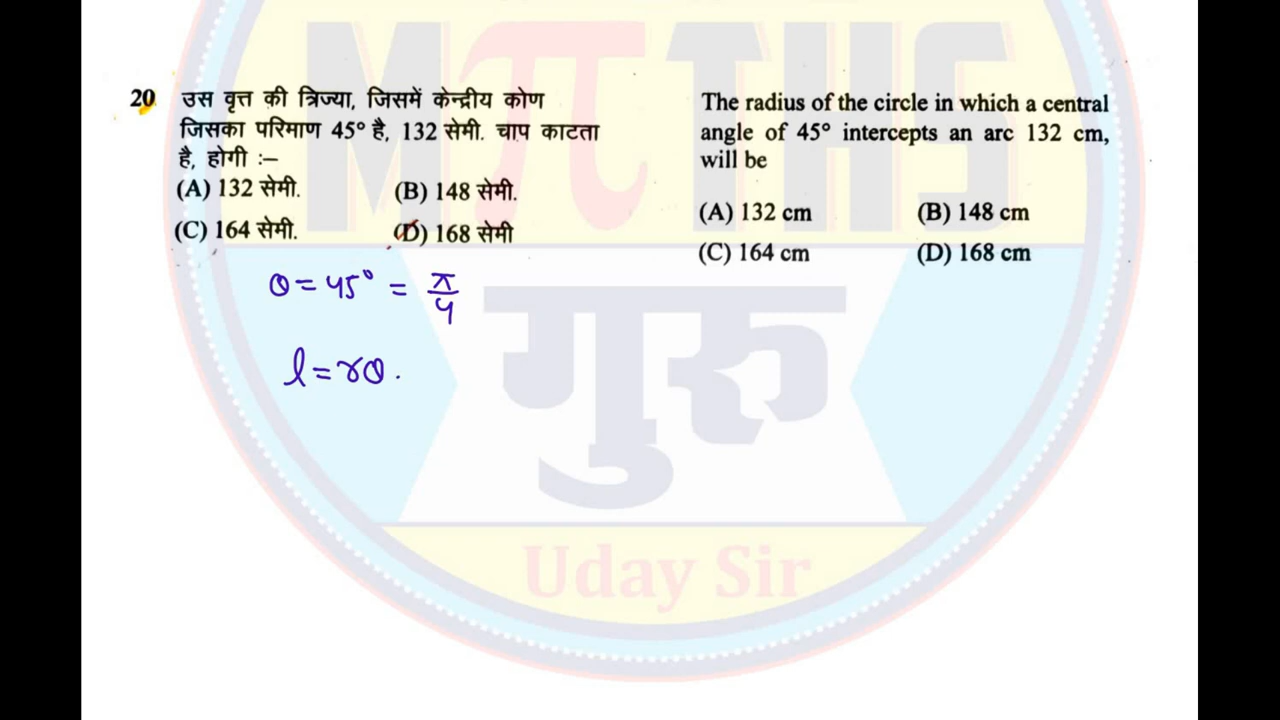 20 उस वृत्त की त्रिज्या, जिसमें केन्द्रीय कोण
जिसका परिमाण 45° है, 132 सेमी. चाप काटता
है, होगी :–
(A) 132 सेमी. (B) 148 सेमी.
(C) 164 सेमी. (D) 168 सेमी
The radius of the circle in which a central
angle of 45° intercepts an arc 132 cm,
will be
(A) 132 cm (B) 148 cm
(C) 164 cm (D) 168 cm
θ = 45° = π/4
l = rθ.
MπTHS
गुरु
Uday Sir